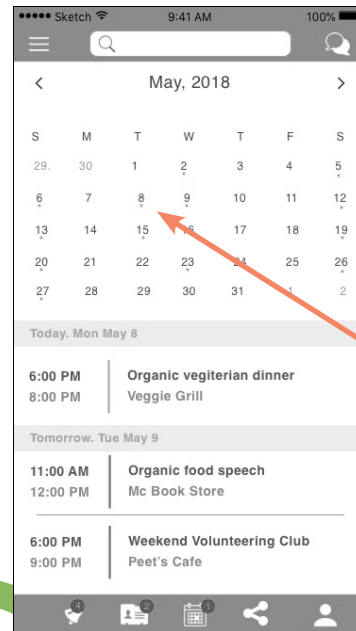 Sketch 9:41 AM 100%
May, 2018
S M T W T F S
29. 30 1 2 3 4 5
6 7 8 9 10 11 12
13 14 15 16 17 18 19
20 21 22 23 24 25 26
27 28 29 30 31 1 2
Today. Mon May 8
6:00 PM Organic vegiterian dinner
8:00 PM Veggie Grill
Tomorrow. Tue May 9
11:00 AM Organic food speech
12:00 PM Mc Book Store
6:00 PM Weekend Volunteering Club
9:00 PM Peet's Cafe
4 2 1